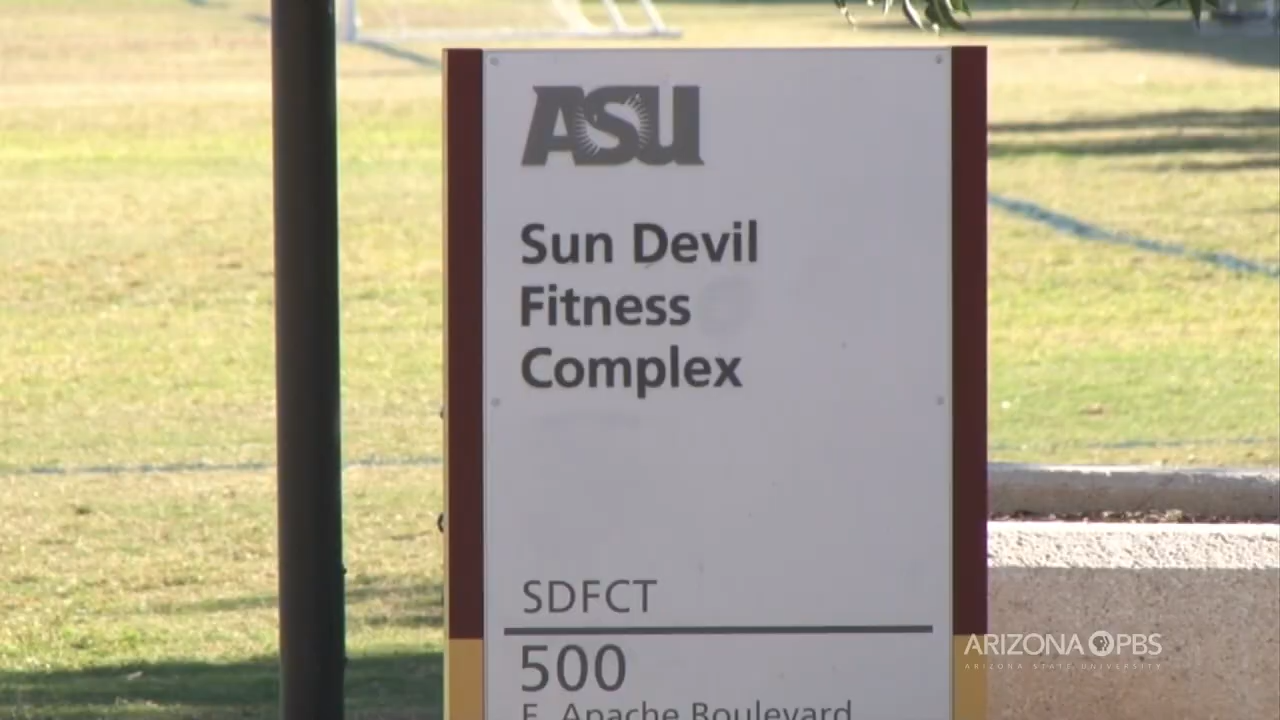 ASU
Sun Devil
Fitness
Complex
SDFCT
500
E. Apache Boulevard
ARIZONA PBS
ARIZONA STATE UNIVERSITY